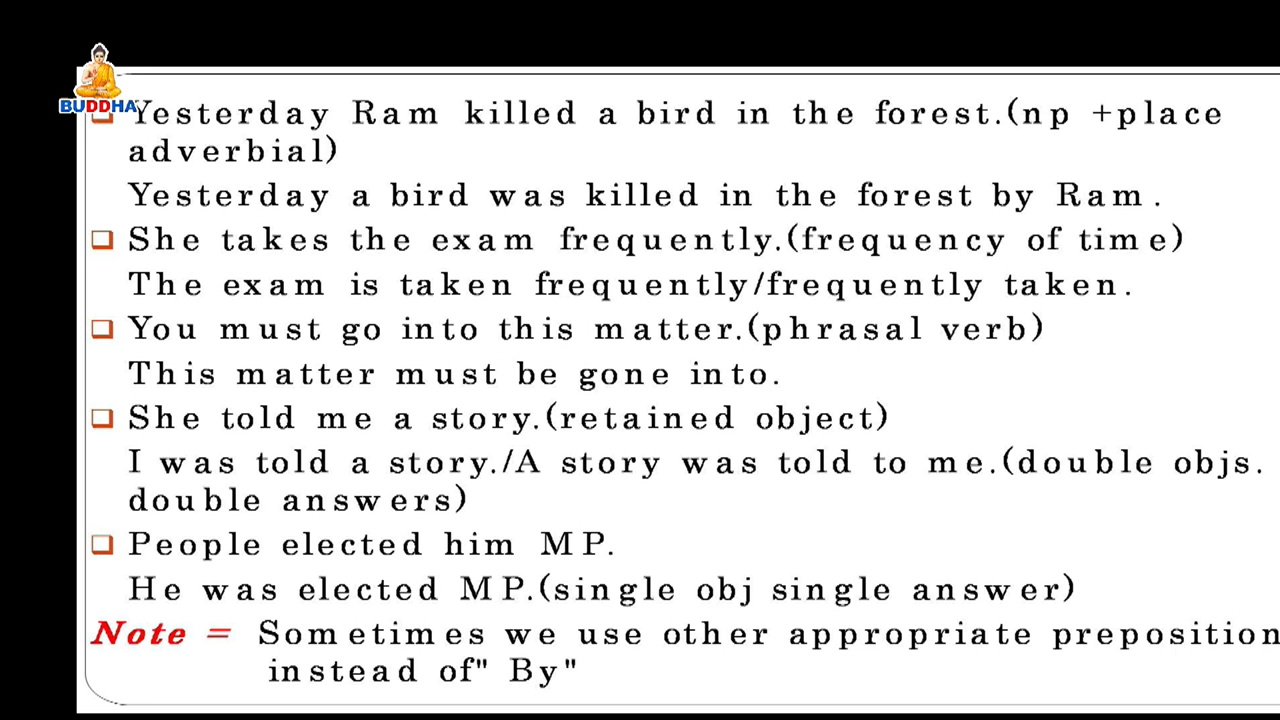 BUDDHA
Yesterday Ram killed a bird in the forest.(np +place
adverbial)
Yesterday a bird was killed in the forest by Ram.
She takes the exam frequently.(frequency of time)
The exam is taken frequently/frequently taken.
You must go into this matter.(phrasal verb)
This matter must be gone into.
She told me a story.(retained object)
I was told a story./A story was told to me.(double objs.
double answers)
People elected him MP.
He was elected MP.(single obj single answer)
Note = Sometimes we use other appropriate preposition
instead of" By"